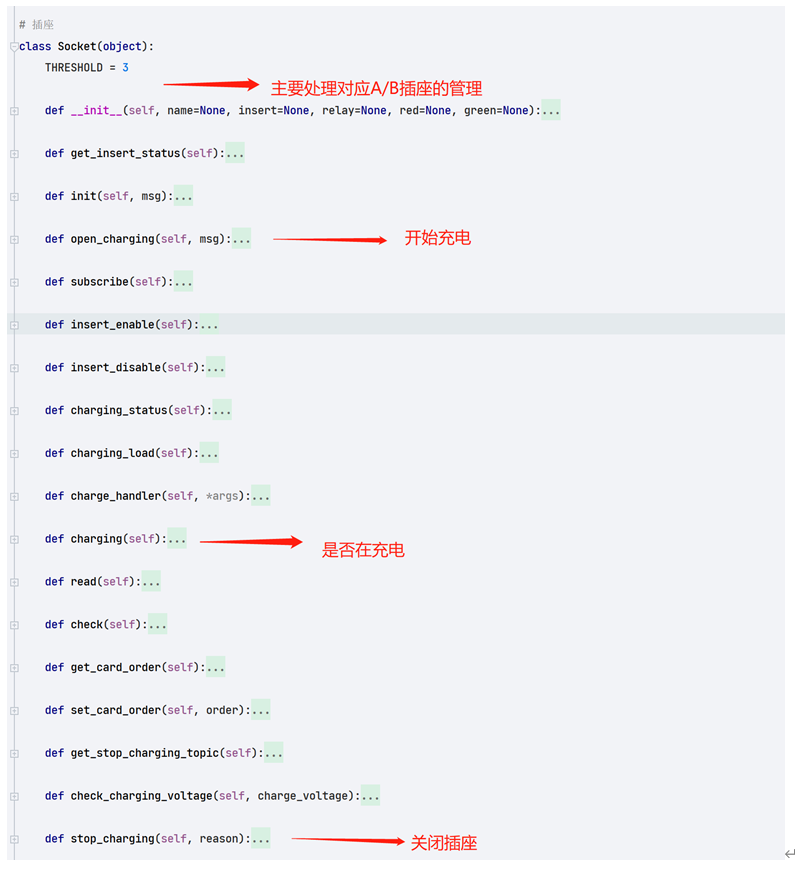 # 插座
class Socket(object):
THRESHOLD = 3
主要处理对应A/B插座的管理
def __init__(self, name=None, insert=None, relay=None, red=None, green=None):...
def get_insert_status(self):...
def init(self, msg):...
def open_charging(self, msg):... 开始充电
def subscribe(self):...
def insert_enable(self):...
def insert_disable(self):...
def charging_status(self):...
def charging_load(self):...
def charge_handler(self, *args):...
def charging(self):... 是否在充电
def read(self):...
def check(self):...
def get_card_order(self):...
def set_card_order(self, order):...
def get_stop_charging_topic(self):...
def check_charging_voltage(self, charge_voltage):...
def stop_charging(self, reason):... 关闭插座